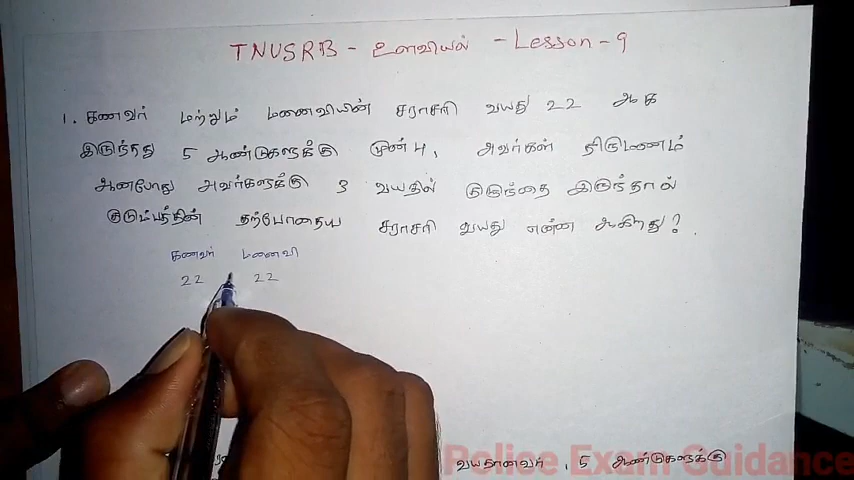 TNUSRB - உளவியல் - Lesson - 9
1. கணவர் மற்றும் மனைவியின் சராசரி வயது 22 ஆக
இருந்தது 5 ஆண்டுகளுக்கு முன்பு, அவர்கள் திருமணம்
ஆனபோது அவர்களுக்கு 3 வயதில் குழந்தை இருந்தால்
குடும்பத்தின் தற்போதைய சராசரி வயது என்ன ஆகிறது?
கணவர் மனைவி
22 22
வயதானவர், 5 ஆண்டுகளுக்கு
Police Exam Guidance